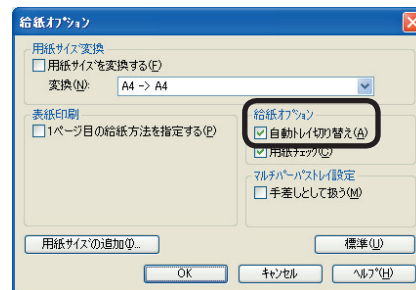 給紙ｵﾌﾟｼｮﾝ
用紙ｻｲｽﾞ変換
用紙ｻｲｽﾞを変換する(F)
変換(N):
A4 -> A4
表紙印刷
1ﾍﾟｰｼﾞ目の給紙方法を指定する(P)
給紙ｵﾌﾟｼｮﾝ
自動ﾄﾚｲ切り替え(A)
用紙ﾁｪｯｸ(C)
ﾏﾙﾁﾊﾟｰﾊﾟｽﾄﾚｲ設定
手差しとして扱う(M)
用紙ｻｲｽﾞの追加(I)...
標準(U)
OK
ｷｬﾝｾﾙ
ﾍﾙﾌﾟ(H)